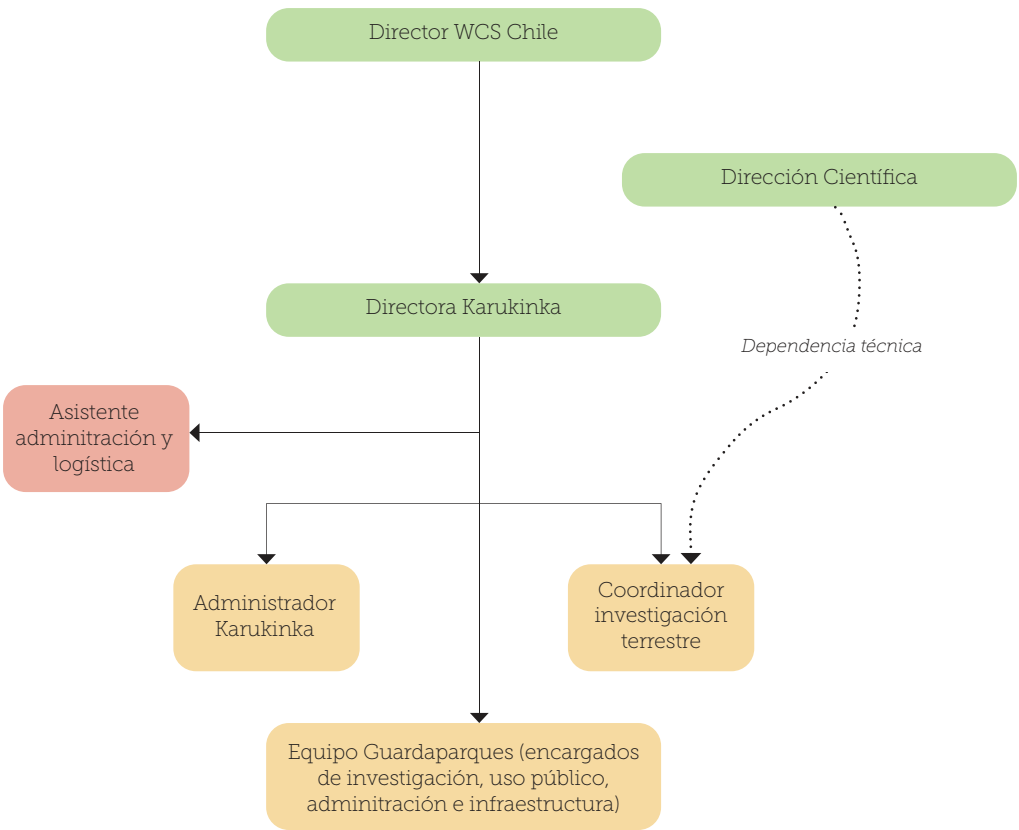 Director WCS Chile
Dirección Científica
Directora Karukinka
Dependencia técnica
Asistente
adminitración y
logística
Administrador
Karukinka
Coordinador
investigación
terrestre
Equipo Guardaparques (encargados
de investigación, uso público,
adminitración e infraestructura)